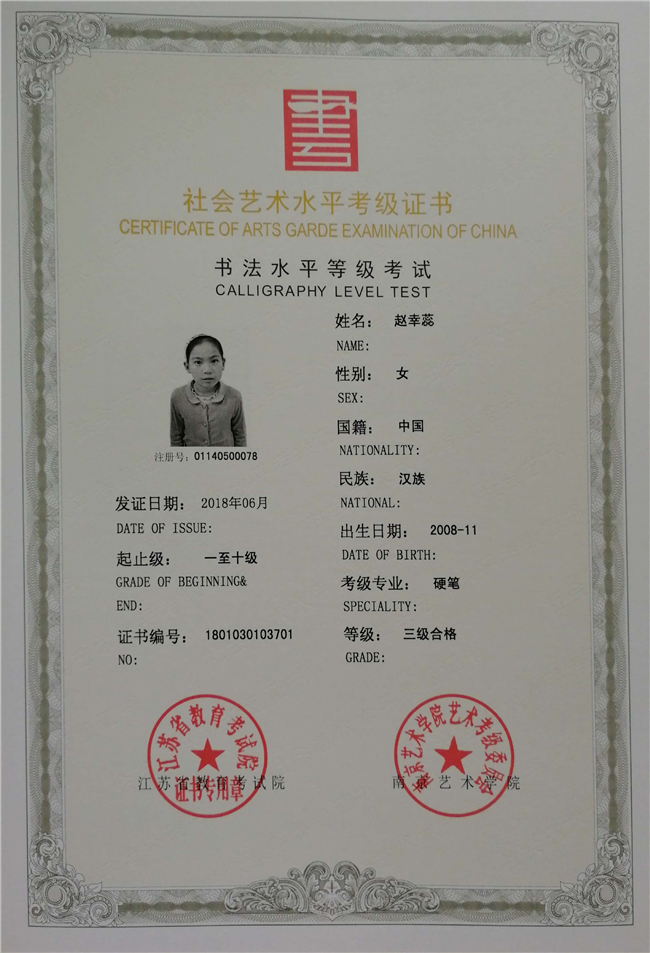 社会艺术水平考级证书
CERTIFICATE OF ARTS GARDE EXAMINATION OF CHINA
书法水平等级考试
CALLIGRAPHY LEVEL TEST
姓名： 赵幸蕊
NAME:
性别： 女
SEX:
国籍： 中国
NATIONALITY:
注册号：01140500078
民族： 汉族
NATIONAL:
发证日期： 2018年06月
DATE OF ISSUE:
出生日期： 2008-11
DATE OF BIRTH:
起止级： 一至十级
GRADE OF BEGINNING&
END:
考级专业： 硬笔
SPECIALITY:
证书编号： 1801030103701
NO:
等级： 三级合格
GRADE:
江苏省教育考试院
证书专用章
江苏省教育考试院
南京艺术学院艺术考级委员会
南京艺术学院